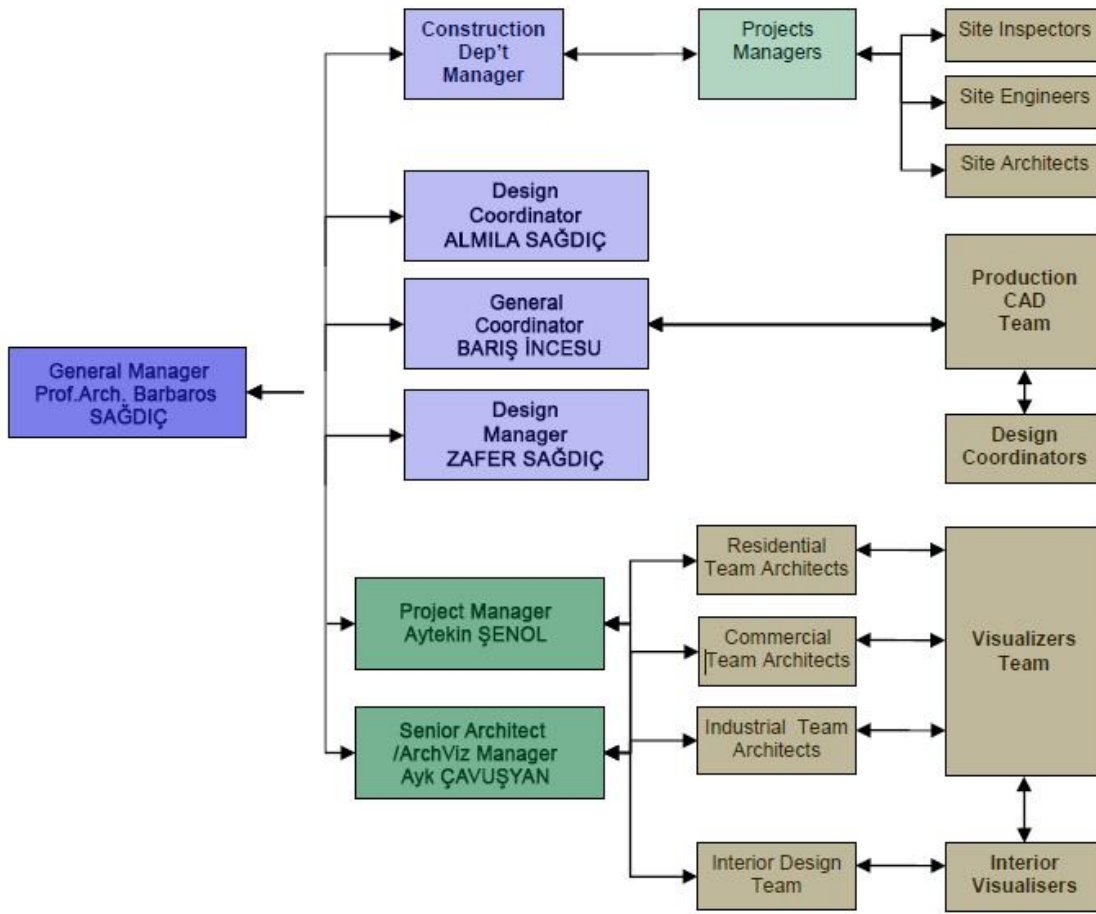 Construction
Dep't
Manager
Projects
Managers
Site Inspectors
Site Engineers
Site Architects
Design
Coordinator
ALMILA SAĞDIÇ
General
Coordinator
BARIŞ İNCESU
Production
CAD
Team
General Manager
Prof.Arch. Barbaros
SAĞDIÇ
Design
Manager
ZAFER SAĞDIÇ
Design
Coordinators
Project Manager
Aytekin ŞENOL
Senior Architect
/ArchViz Manager
Ayk ÇAVUŞYAN
Residential
Team Architects
Commercial
Team Architects
Industrial Team
Architects
Interior Design
Team
Visualizers
Team
Interior
Visualisers